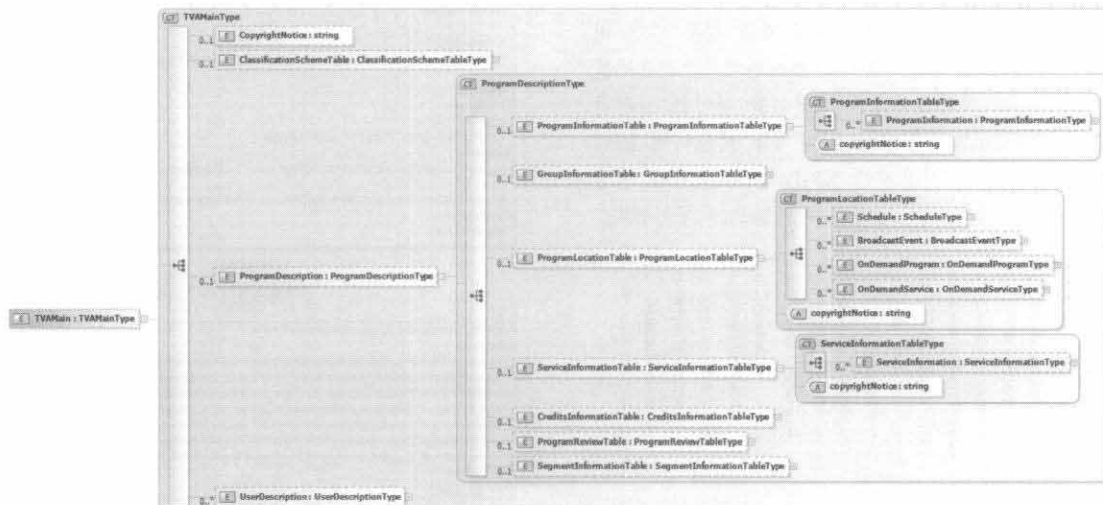 CT TVAMainType
0..1 E CopyrightNotice : string
0..1 E ClassificationSchemeTable : ClassificationSchemeTableType
CT ProgramDescriptionType
CT ProgramInformationTableType
0..1 E ProgramInformationTable : ProgramInformationTableType
0..* E ProgramInformation : ProgramInformationType
A copyrightNotice : string
0..1 E GroupInformationTable : GroupInformationTableType
CT ProgramLocationTableType
0..* E Schedule : ScheduleType
0..* E BroadcastEvent : BroadcastEventType
0..1 E ProgramLocationTable : ProgramLocationTableType
0..* E OnDemandProgram : OnDemandProgramType
0..1 E ProgramDescription : ProgramDescriptionType
0..* E OnDemandService : OnDemandServiceType
A copyrightNotice : string
E TVAMain : TVAMainType
CT ServiceInformationTableType
0..1 E ServiceInformationTable : ServiceInformationTableType
0..* E ServiceInformation : ServiceInformationType
A copyrightNotice : string
0..1 E CreditsInformationTable : CreditsInformationTableType
0..1 E ProgramReviewTable : ProgramReviewTableType
0..1 E SegmentInformationTable : SegmentInformationTableType
0..* E UserDescription : UserDescriptionType